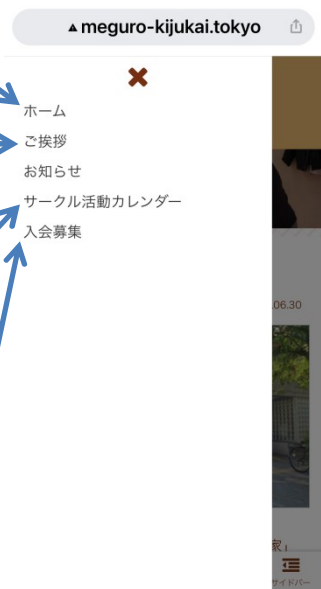 meguro-kijukai.tokyo
ホーム
ご挨拶
お知らせ
サークル活動カレンダー
入会募集
.06.30
家」
サイドバー